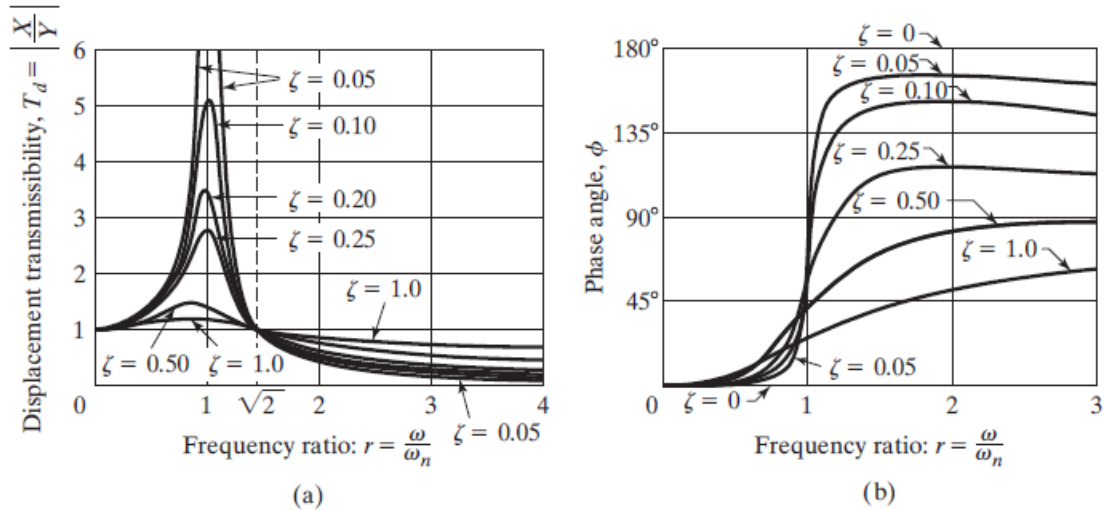 Displacement transmissibility, T_d = |X/Y|
6
5
4
3
2
1
0
1
√2
2
3
4
ζ = 0.05
ζ = 0.10
ζ = 0.20
ζ = 0.25
ζ = 1.0
ζ = 0.50
ζ = 1.0
ζ = 0.05
Frequency ratio: r = ω/ω_n
(a)
Phase angle, ϕ
180°
135°
90°
45°
0
1
2
3
ζ = 0
ζ = 0.05
ζ = 0.10
ζ = 0.25
ζ = 0.50
ζ = 1.0
ζ = 0.05
ζ = 0
Frequency ratio: r = ω/ω_n
(b)